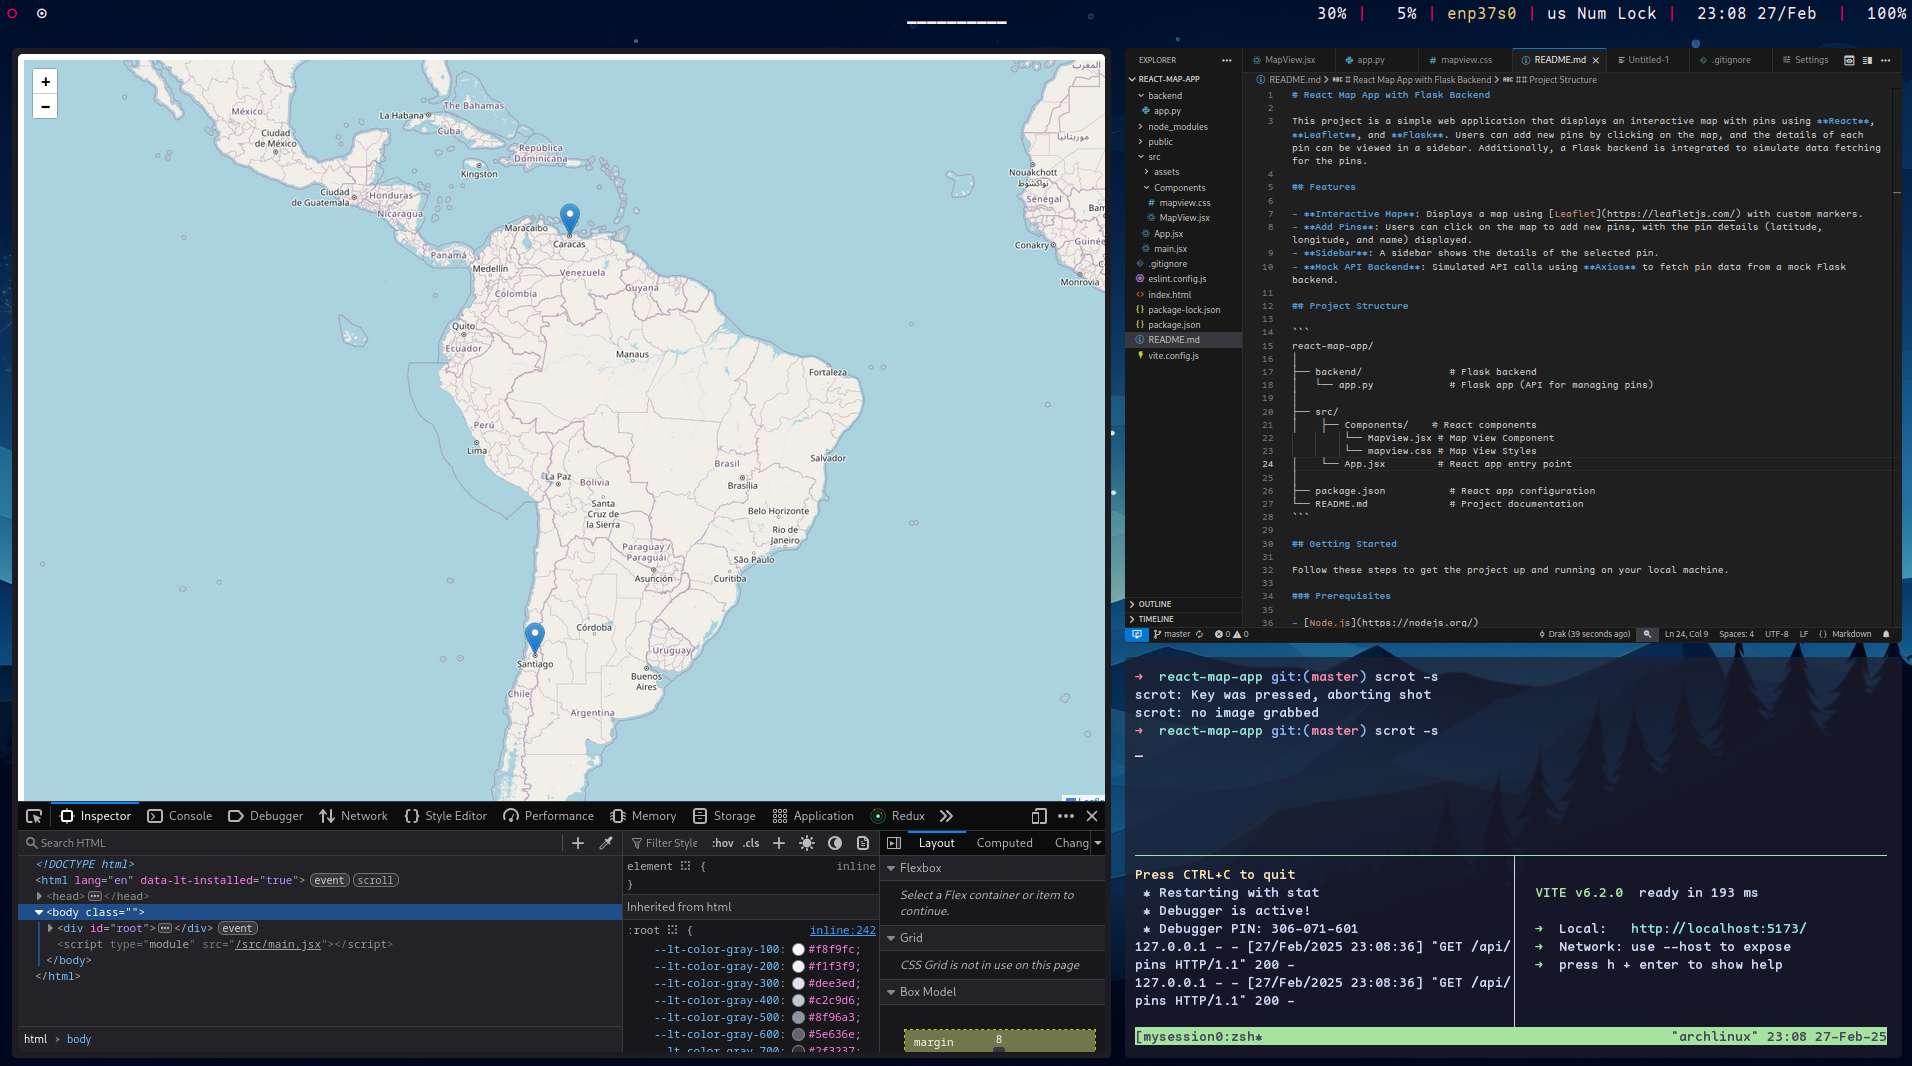 30% | 5% | enp37s0 | us Num Lock | 23:08 27/Feb | 100%
+
−
México
Ciudad
de México
La Habana
The Bahamas
Cuba
República
Dominicana
Kingston
Ciudad
de Guatemala
Honduras
Nicaragua
Panamá
Maracaibo
Caracas
Medellín
Venezuela
Colombia
Guyana
Quito
Ecuador
Manaus
Fortaleza
Perú
Lima
Salvador
Brasil
La Paz
Bolivia
Brasília
Santa
Cruz de
la Sierra
Belo Horizonte
Rio de
Janeiro
Paraguay /
Paraguái
São Paulo
Asunción
Curitiba
Córdoba
Santiago
Uruguay
Buenos
Aires
Chile
Argentina
المغرب
موريتانيا
Nouakchott
نواكشوط
Sénégal
Bam
Conakry
Guinée
Monrovia
Inspector Console Debugger Network Style Editor Performance Memory Storage Application Redux
Search HTML
<!DOCTYPE html>
<html lang="en" data-lt-installed="true"> event scroll
<head> </head>
<body class="">
<div id="root"> </div> event
<script type="module" src="/src/main.jsx"></script>
</body>
</html>
html › body
Filter Style :hov .cls +
element { inline
}
Inherited from html
:root { inline:242
--lt-color-gray-100: #f8f9fc;
--lt-color-gray-200: #f1f3f9;
--lt-color-gray-300: #dee3ed;
--lt-color-gray-400: #c2c9d6;
--lt-color-gray-500: #8f96a3;
--lt-color-gray-600: #5e636e;
--lt-color-gray-700: #2f3237;
Layout Computed Chang
Flexbox
Select a Flex container or item to
continue.
Grid
CSS Grid is not in use on this page
Box Model
margin 8
EXPLORER
REACT-MAP-APP
backend
app.py
node_modules
public
src
assets
Components
mapview.css
MapView.jsx
App.jsx
main.jsx
.gitignore
eslint.config.js
index.html
package-lock.json
package.json
README.md
vite.config.js
OUTLINE
TIMELINE
MapView.jsx app.py mapview.css README.md Untitled-1 .gitignore Settings
README.md > React Map App with Flask Backend > Project Structure
1 # React Map App with Flask Backend
2
3 This project is a simple web application that displays an interactive map with pins using **React**,
**Leaflet**, and **Flask**. Users can add new pins by clicking on the map, and the details of each
pin can be viewed in a sidebar. Additionally, a Flask backend is integrated to simulate data fetching
for the pins.
4
5 ## Features
6
7 - **Interactive Map**: Displays a map using [Leaflet](https://leafletjs.com/) with custom markers.
8 - **Add Pins**: Users can click on the map to add new pins, with the pin details (latitude,
longitude, and name) displayed.
9 - **Sidebar**: A sidebar shows the details of the selected pin.
10 - **Mock API Backend**: Simulated API calls using **Axios** to fetch pin data from a mock Flask
backend.
11
12 ## Project Structure
13
14 ```
15 react-map-app/
16 │
17 ├── backend/ # Flask backend
18 │ └── app.py # Flask app (API for managing pins)
19 │
20 ├── src/
21 │ ├── Components/ # React components
22 └── MapView.jsx # Map View Component
23 └── mapview.css # Map View Styles
24 │ └── App.jsx # React app entry point
25 │
26 ├── package.json # React app configuration
27 └── README.md # Project documentation
28 ```
29
30 ## Getting Started
31
32 Follow these steps to get the project up and running on your local machine.
33
34 ### Prerequisites
35
36 - [Node.js](https://nodejs.org/)
master 0 0 Drak (39 seconds ago) Ln 24, Col 9 Spaces: 4 UTF-8 LF {} Markdown
➜ react-map-app git:(master) scrot -s
scrot: Key was pressed, aborting shot
scrot: no image grabbed
➜ react-map-app git:(master) scrot -s
Press CTRL+C to quit
* Restarting with stat
* Debugger is active!
* Debugger PIN: 306-071-601
127.0.0.1 - - [27/Feb/2025 23:08:36] "GET /api/
pins HTTP/1.1" 200 -
127.0.0.1 - - [27/Feb/2025 23:08:36] "GET /api/
pins HTTP/1.1" 200 -
VITE v6.2.0 ready in 193 ms
➜ Local: http://localhost:5173/
➜ Network: use --host to expose
➜ press h + enter to show help
[mysession0:zsh* "archlinux" 23:08 27-Feb-25